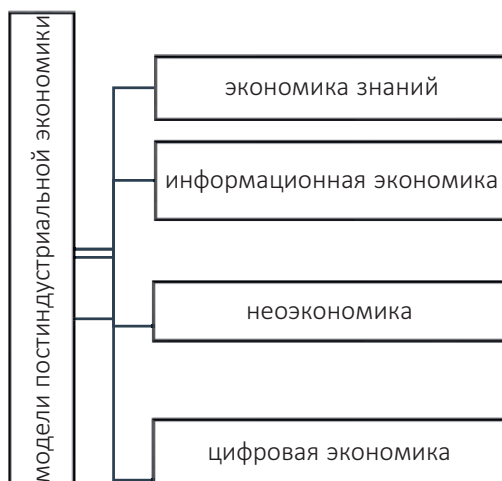 модели постиндустриальной экономики
экономика знаний
информационная экономика
неоэкономика
цифровая экономика